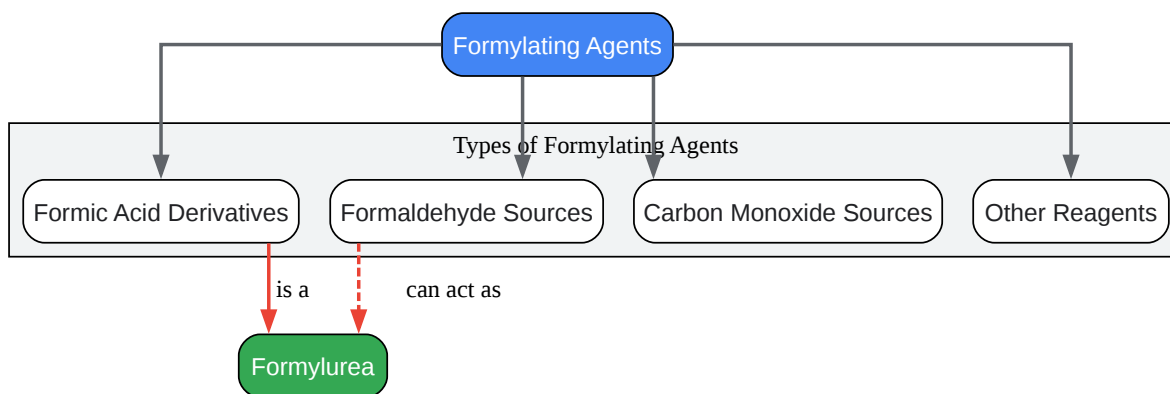 Formylating Agents
Types of Formylating Agents
Formic Acid Derivatives
Formaldehyde Sources
Carbon Monoxide Sources
Other Reagents
is a
can act as
Formylurea